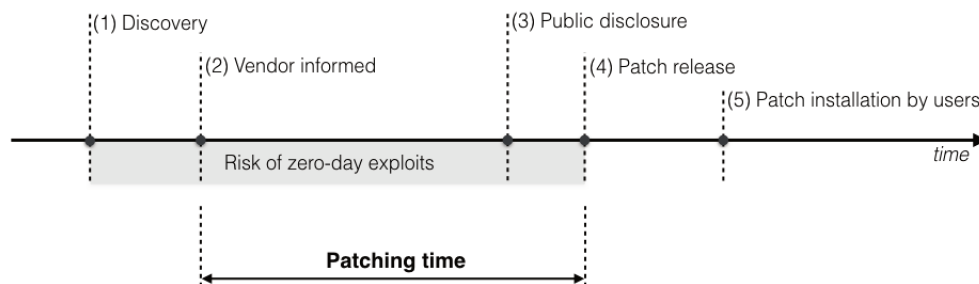 (1) Discovery
(3) Public disclosure
(2) Vendor informed
(4) Patch release
(5) Patch installation by users
time
Risk of zero-day exploits
Patching time